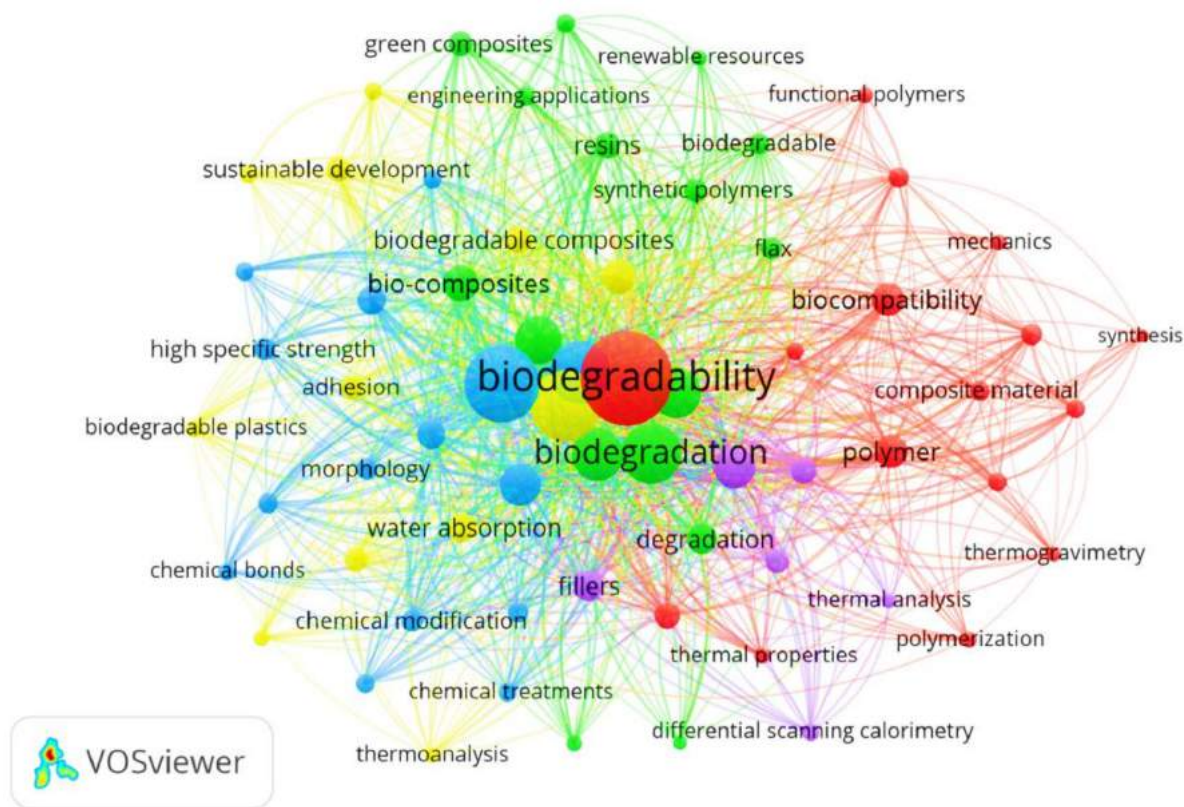 green composites
renewable resources
engineering applications
functional polymers
resins
biodegradable
sustainable development
synthetic polymers
biodegradable composites
flax
mechanics
bio-composites
biocompatibility
synthesis
high specific strength
biodegradability
adhesion
composite material
biodegradable plastics
biodegradation
polymer
morphology
water absorption
degradation
thermogravimetry
chemical bonds
fillers
thermal analysis
chemical modification
polymerization
thermal properties
chemical treatments
differential scanning calorimetry
thermoanalysis
VOSviewer